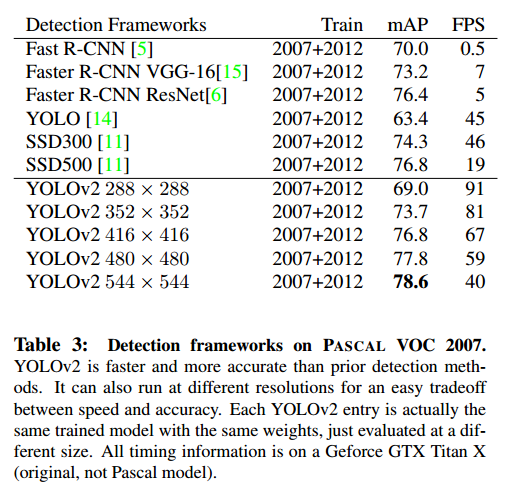 Detection Frameworks Train mAP FPS
Fast R-CNN [5] 2007+2012 70.0 0.5
Faster R-CNN VGG-16[15] 2007+2012 73.2 7
Faster R-CNN ResNet[6] 2007+2012 76.4 5
YOLO [14] 2007+2012 63.4 45
SSD300 [11] 2007+2012 74.3 46
SSD500 [11] 2007+2012 76.8 19
YOLOv2 288 × 288 2007+2012 69.0 91
YOLOv2 352 × 352 2007+2012 73.7 81
YOLOv2 416 × 416 2007+2012 76.8 67
YOLOv2 480 × 480 2007+2012 77.8 59
YOLOv2 544 × 544 2007+2012 78.6 40
Table 3: Detection frameworks on PASCAL VOC 2007.
YOLOv2 is faster and more accurate than prior detection meth-
ods. It can also run at different resolutions for an easy tradeoff
between speed and accuracy. Each YOLOv2 entry is actually the
same trained model with the same weights, just evaluated at a dif-
ferent size. All timing information is on a Geforce GTX Titan X
(original, not Pascal model).